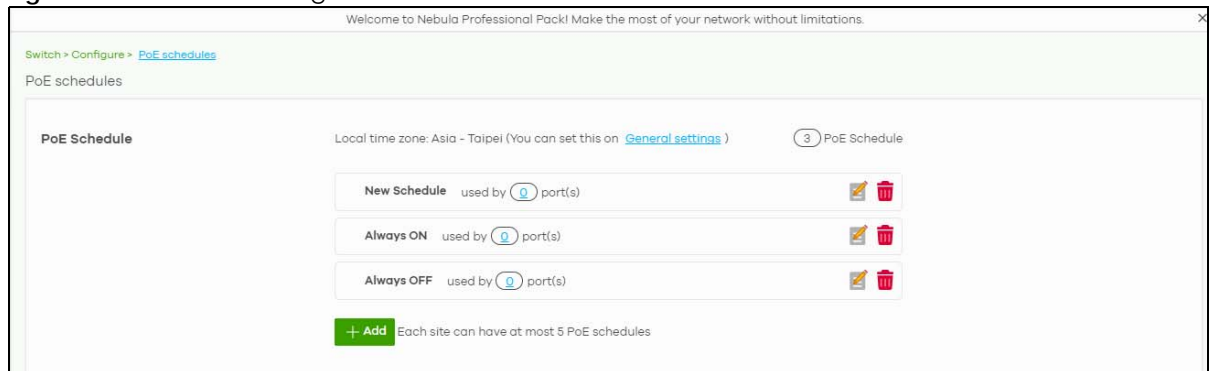 Welcome to Nebula Professional Pack! Make the most of your network without limitations.
Switch > Configure > PoE schedules
PoE schedules
PoE Schedule
Local time zone: Asia - Taipei (You can set this on General settings )
3 PoE Schedule
New Schedule used by 0 port(s)
Always ON used by 0 port(s)
Always OFF used by 0 port(s)
+ Add Each site can have at most 5 PoE schedules